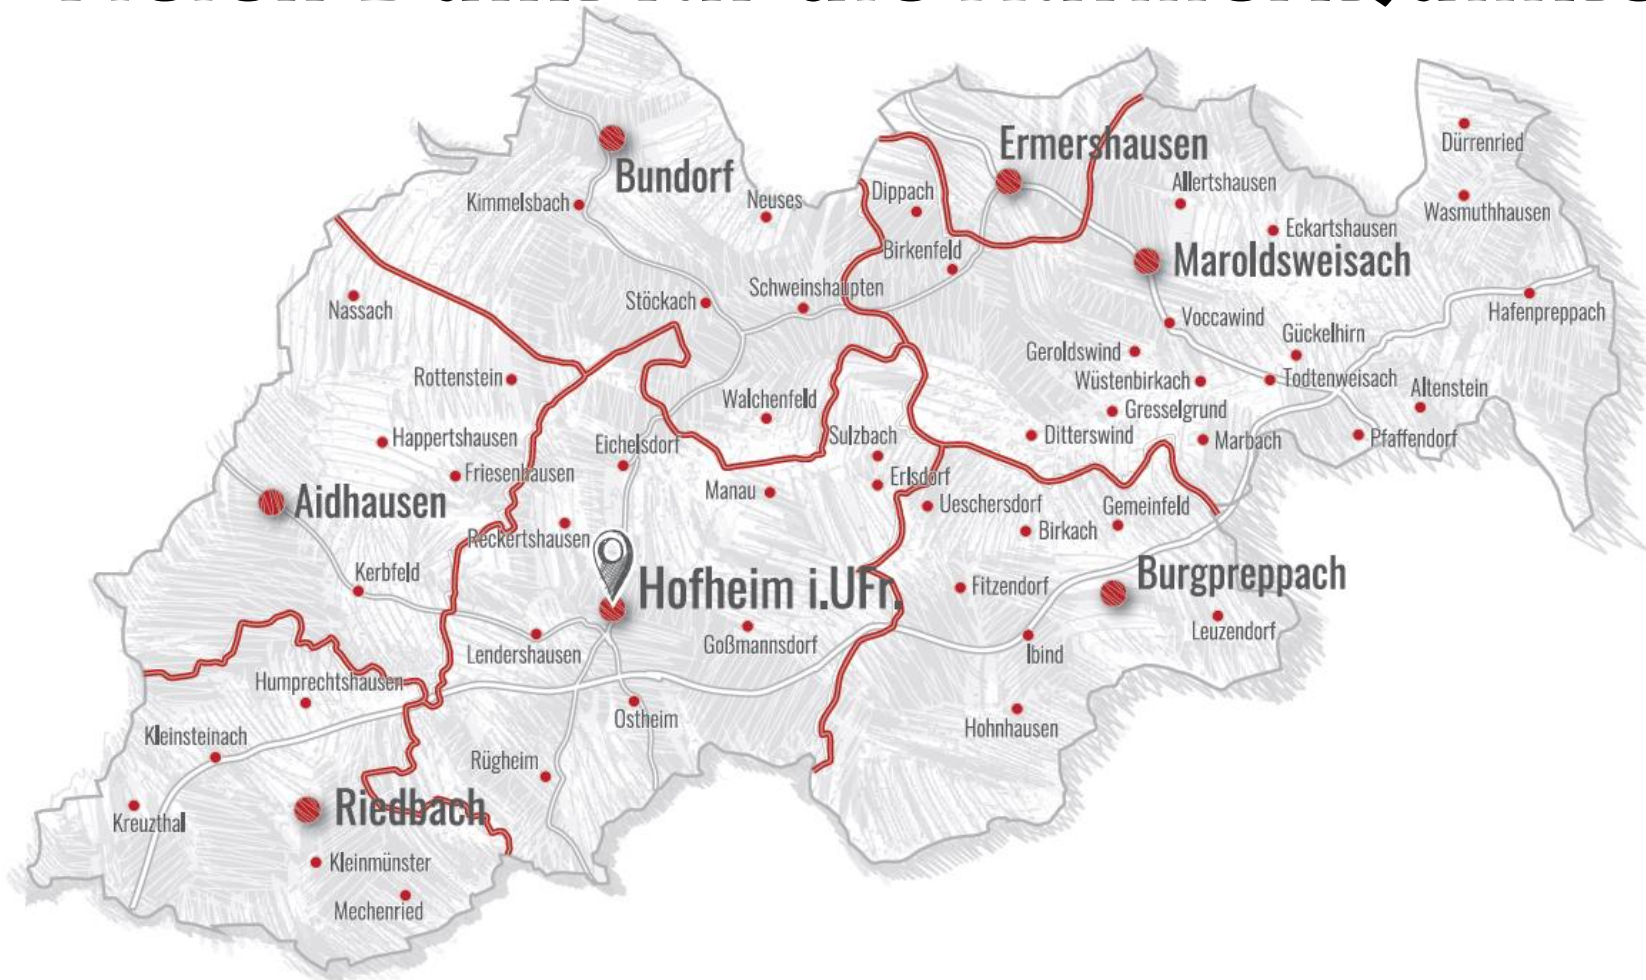 Ermershausen
Dürrenried
Bundorf
Allertshausen
Dippach
Kimmelsbach
Neuses
Wasmuthhausen
Eckartshausen
Birkenfeld
Maroldsweisach
Schweinshaupten
Stöckach
Nassach
Hafenpreppach
Voccawind
Gückelhirn
Geroldswind
Rottenstein
Wüstenbirkach
Todtenweisach
Altenstein
Walchenfeld
Gresselgrund
Happertshausen
Eichelsdorf
Sulzbach
Ditterswind
Marbach
Pfaffendorf
Friesenhausen
Erlsdorf
Manau
Aidhausen
Ueschersdorf
Gemeinfeld
Birkach
Reckertshausen
Kerbfeld
Burgpreppach
Hofheim i.UFr.
Fitzendorf
Leuzendorf
Goßmannsdorf
Lendershausen
Ibind
Humprechtshausen
Ostheim
Hohnhausen
Kleinsteinach
Rügheim
Riedbach
Kreuzthal
Kleinmünster
Mechenried